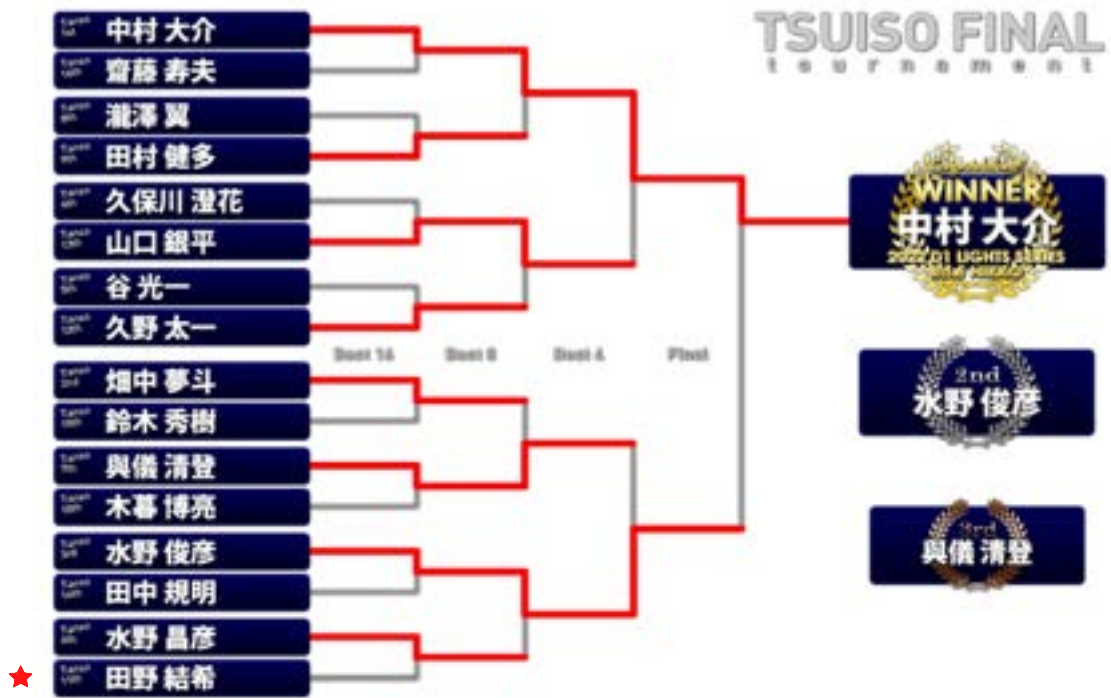 TSUISO FINAL
tournament
中村 大介
齋藤 寿夫
瀧澤 翼
田村 健多
久保川 澄花
山口 銀平
谷 光一
久野 太一
畑中 夢斗
鈴木 秀樹
與儀 清登
木暮 博亮
水野 俊彦
田中 規明
水野 昌彦
田野 結希
Best 16
Best 8
Best 4
Final
WINNER
中村 大介
2022 D1 LIGHTS SERIES
2nd
水野 俊彦
3rd
與儀 清登